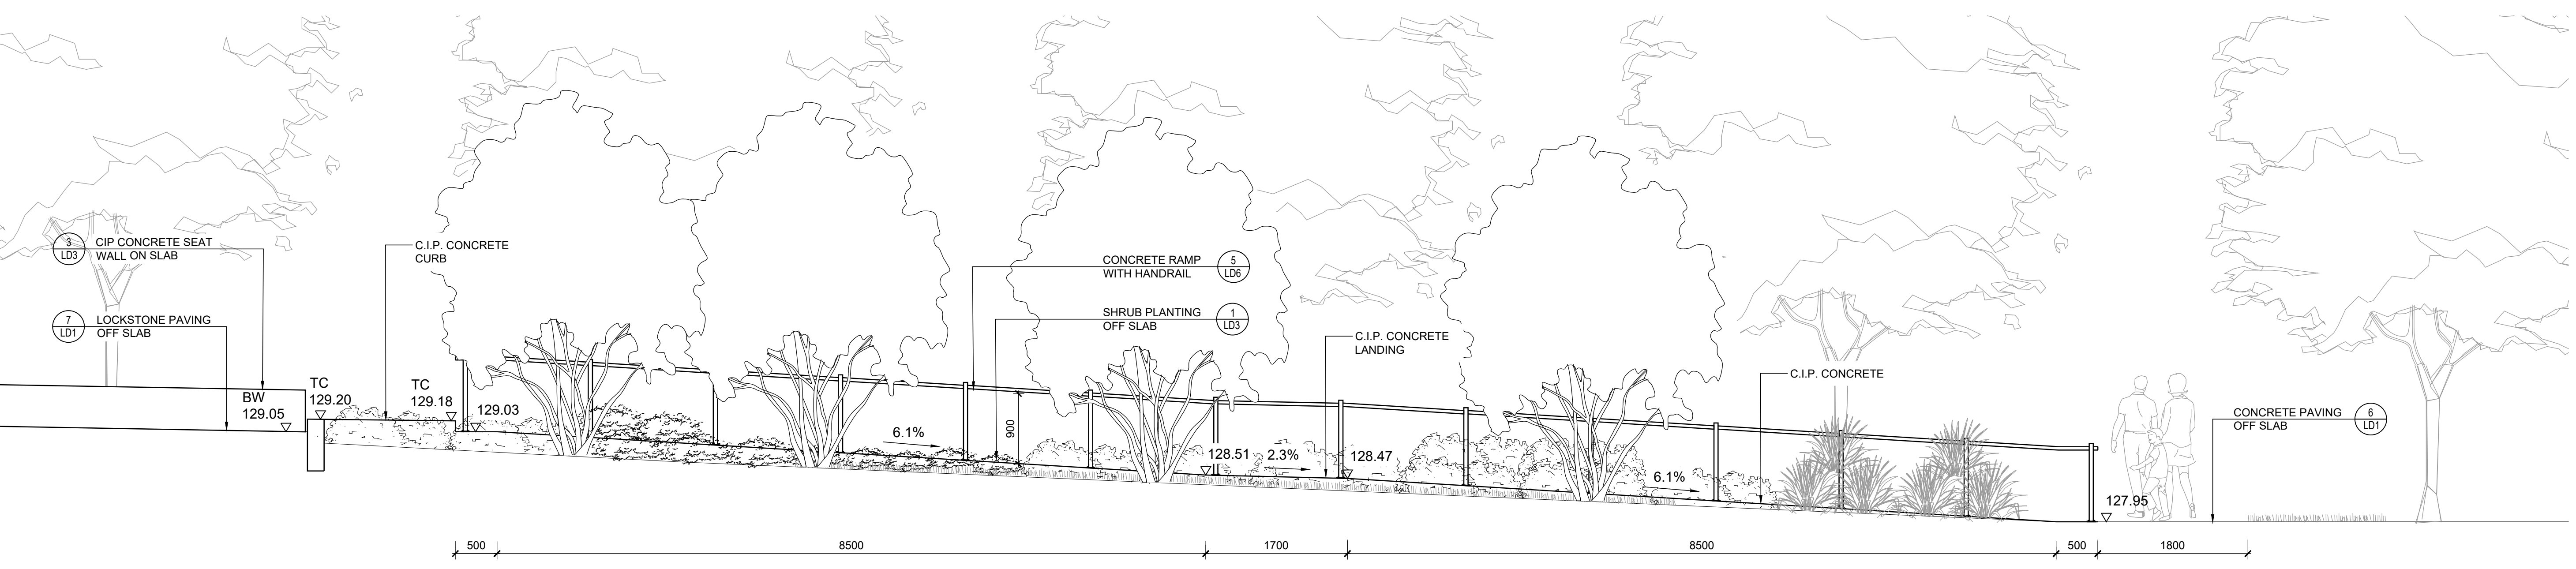 3
LD3
CIP CONCRETE SEAT
WALL ON SLAB
7
LD1
LOCKSTONE PAVING
OFF SLAB
C.I.P. CONCRETE
CURB
CONCRETE RAMP
WITH HANDRAIL
5
LD6
SHRUB PLANTING
OFF SLAB
1
LD3
C.I.P. CONCRETE
LANDING
C.I.P. CONCRETE
CONCRETE PAVING
OFF SLAB
6
LD1
BW
129.05
TC
129.20
TC
129.18
129.03
6.1%
900
128.51
2.3%
128.47
6.1%
127.95
500
8500
1700
8500
500
1800